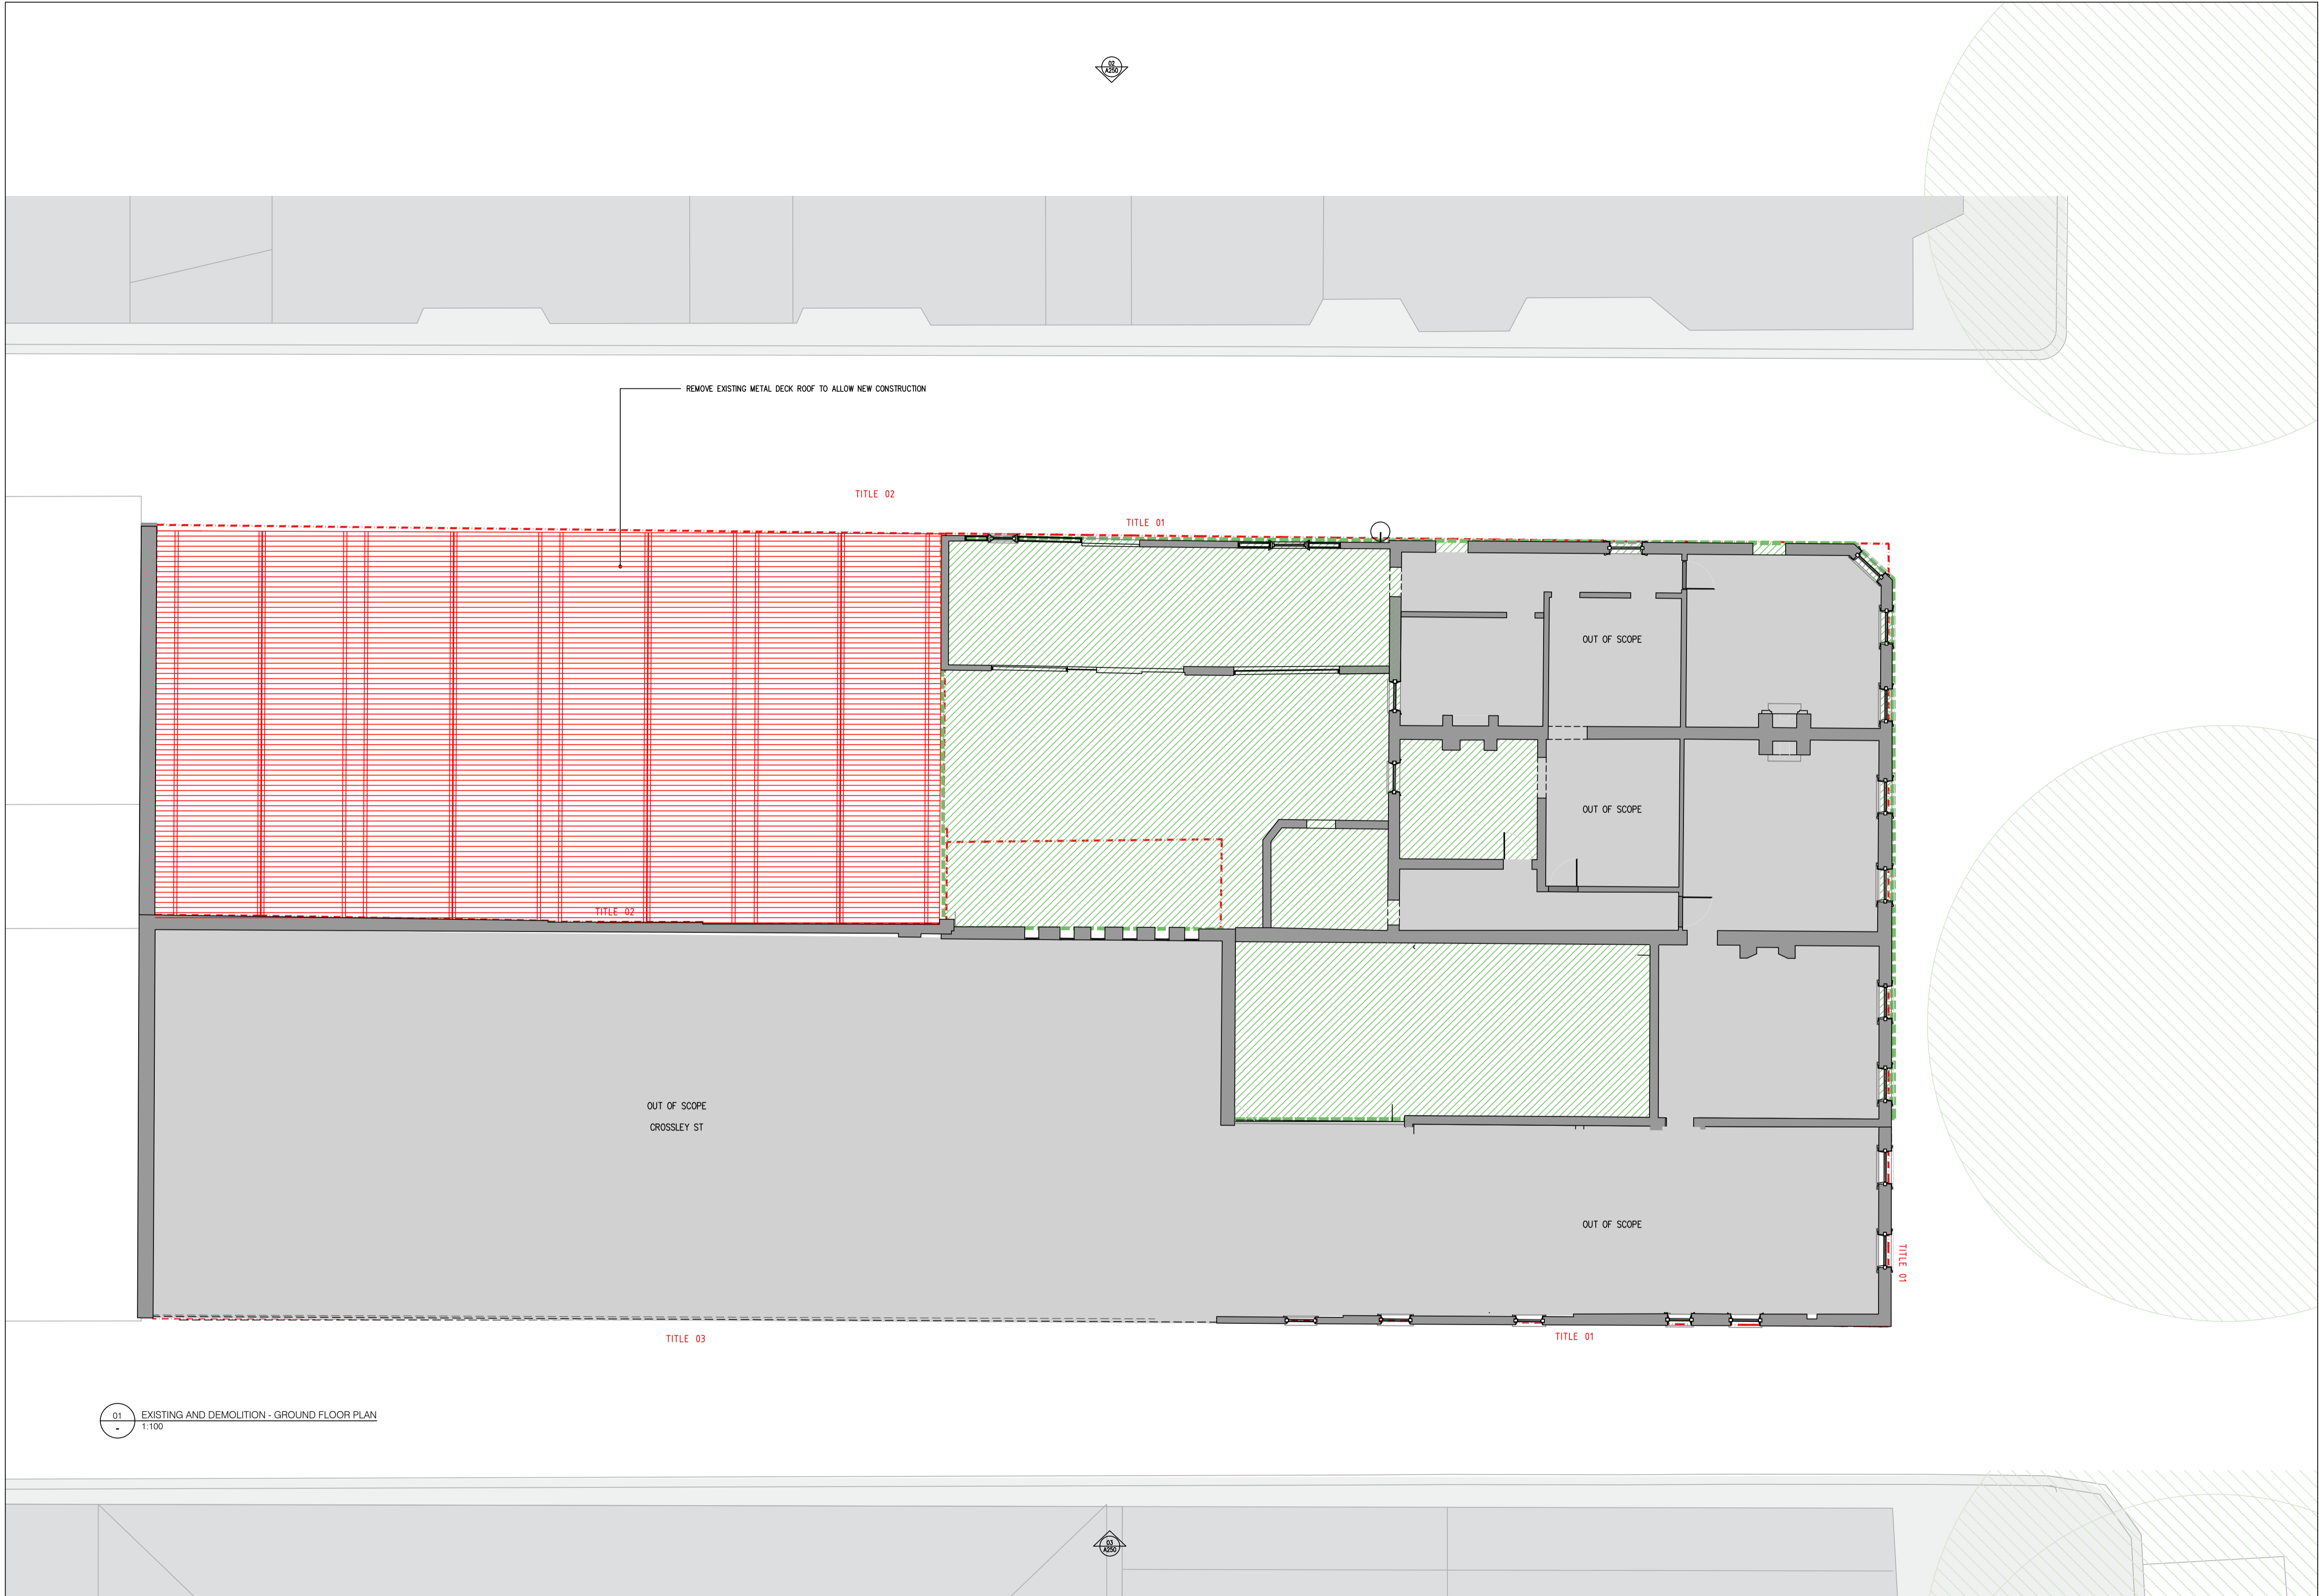 02
A250
REMOVE EXISTING METAL DECK ROOF TO ALLOW NEW CONSTRUCTION
TITLE 02
TITLE 01
OUT OF SCOPE
OUT OF SCOPE
TITLE 02
OUT OF SCOPE
CROSSLEY ST
OUT OF SCOPE
TITLE 01
TITLE 03
TITLE 01
01
-
EXISTING AND DEMOLITION - GROUND FLOOR PLAN
1:100
03
A250